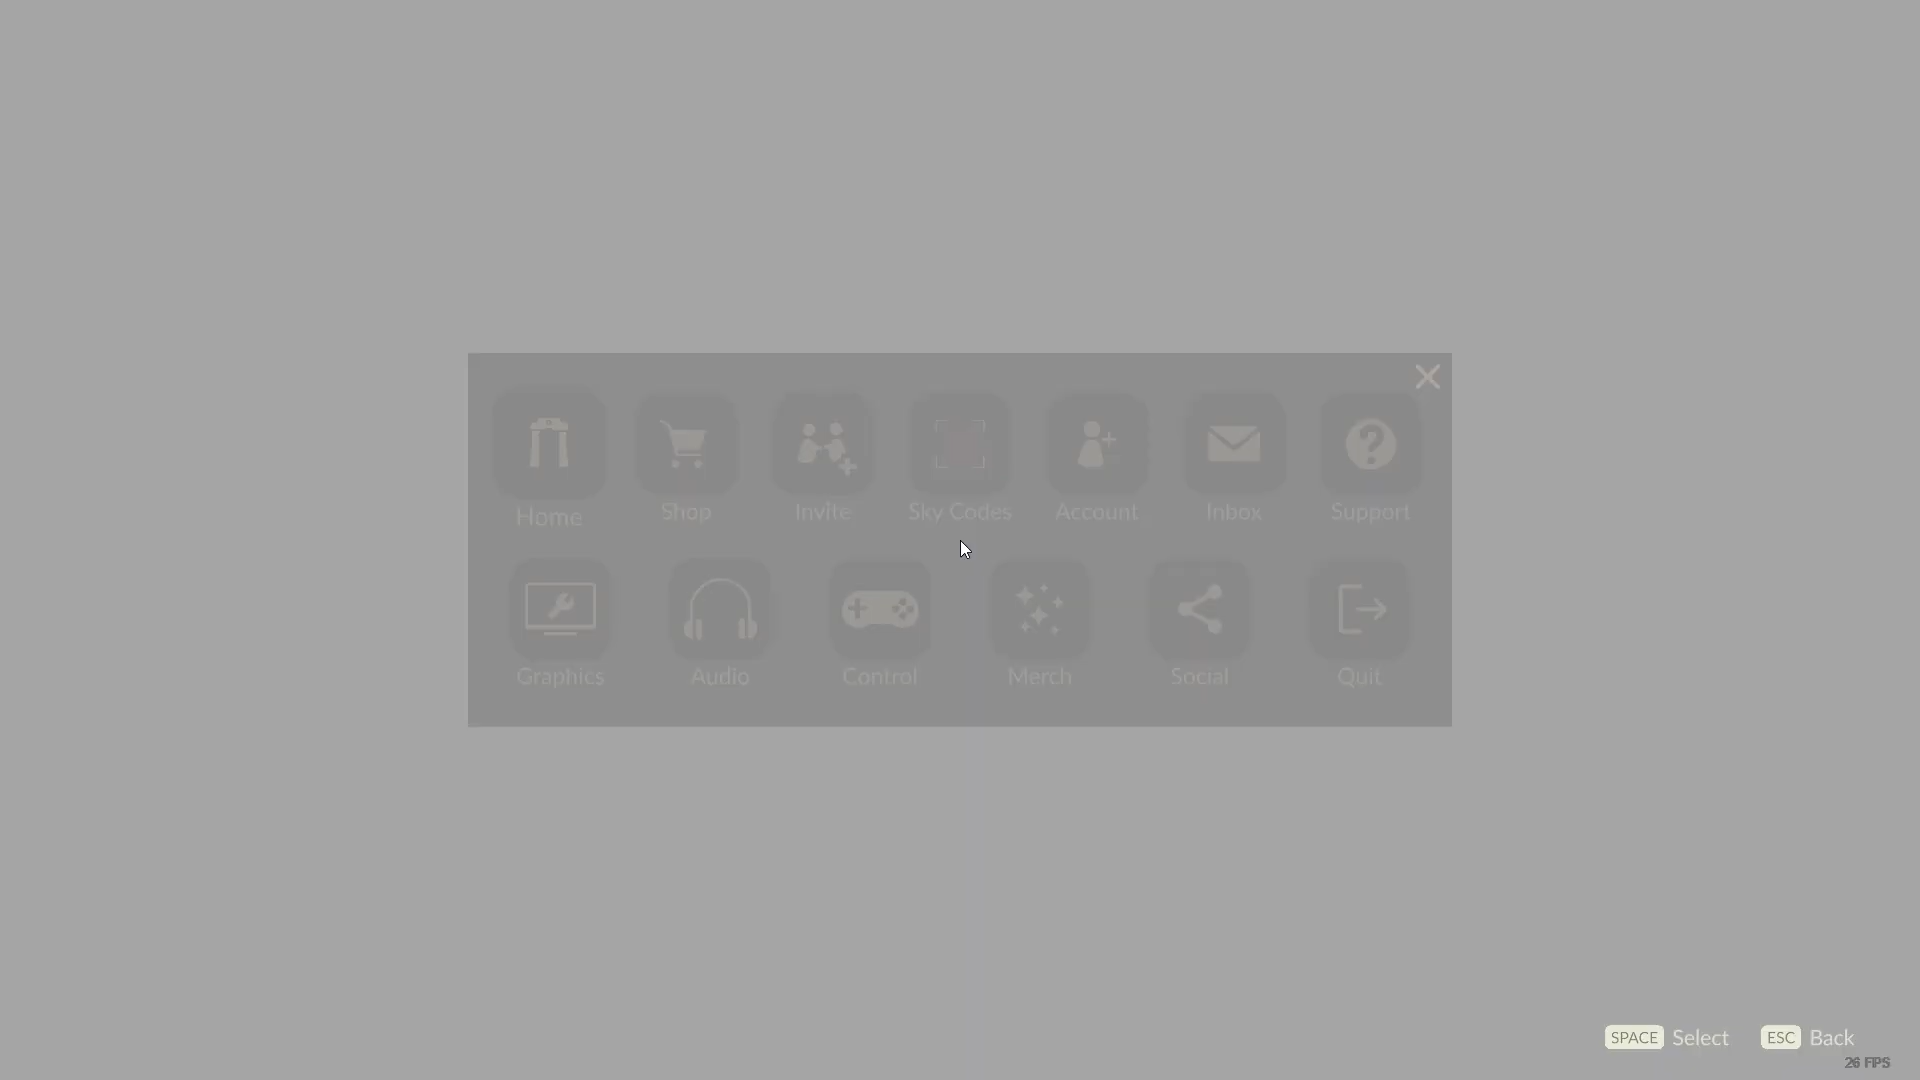 Home Shop Invite Sky Codes Account Inbox Support
Graphics Audio Control Merch Social Quit
SPACE Select ESC Back
26 FPS